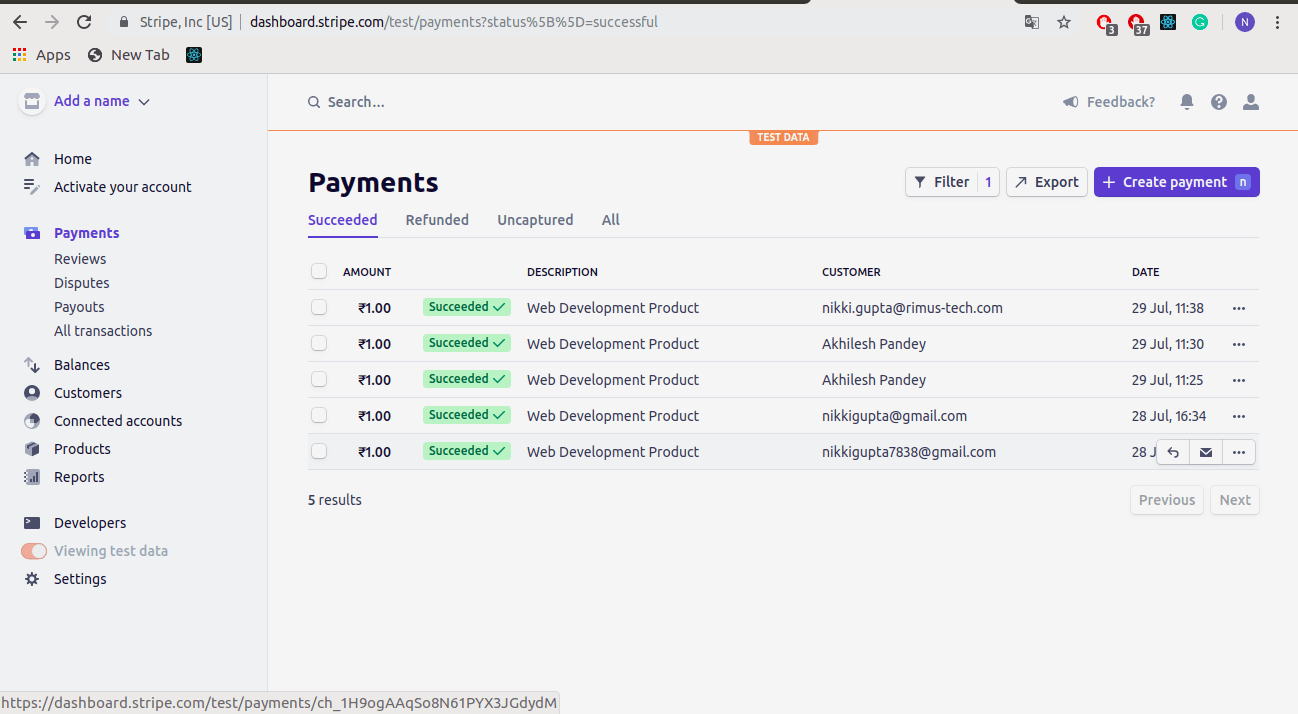 Stripe, Inc [US] dashboard.stripe.com/test/payments?status%5B%5D=successful
3 37 N
Apps New Tab
Add a name
Search...
Feedback?
TEST DATA
Home
Activate your account
Payments
Reviews
Disputes
Payouts
All transactions
Balances
Customers
Connected accounts
Products
Reports
Developers
Viewing test data
Settings
Payments
Filter 1 Export + Create payment n
Succeeded Refunded Uncaptured All
AMOUNT DESCRIPTION CUSTOMER DATE
₹1.00 Succeeded Web Development Product nikki.gupta@rimus-tech.com 29 Jul, 11:38
₹1.00 Succeeded Web Development Product Akhilesh Pandey 29 Jul, 11:30
₹1.00 Succeeded Web Development Product Akhilesh Pandey 29 Jul, 11:25
₹1.00 Succeeded Web Development Product nikkigupta@gmail.com 28 Jul, 16:34
₹1.00 Succeeded Web Development Product nikkigupta7838@gmail.com 28 J
5 results
Previous Next
https://dashboard.stripe.com/test/payments/ch_1H9ogAAqSo8N61PYX3JGdydM